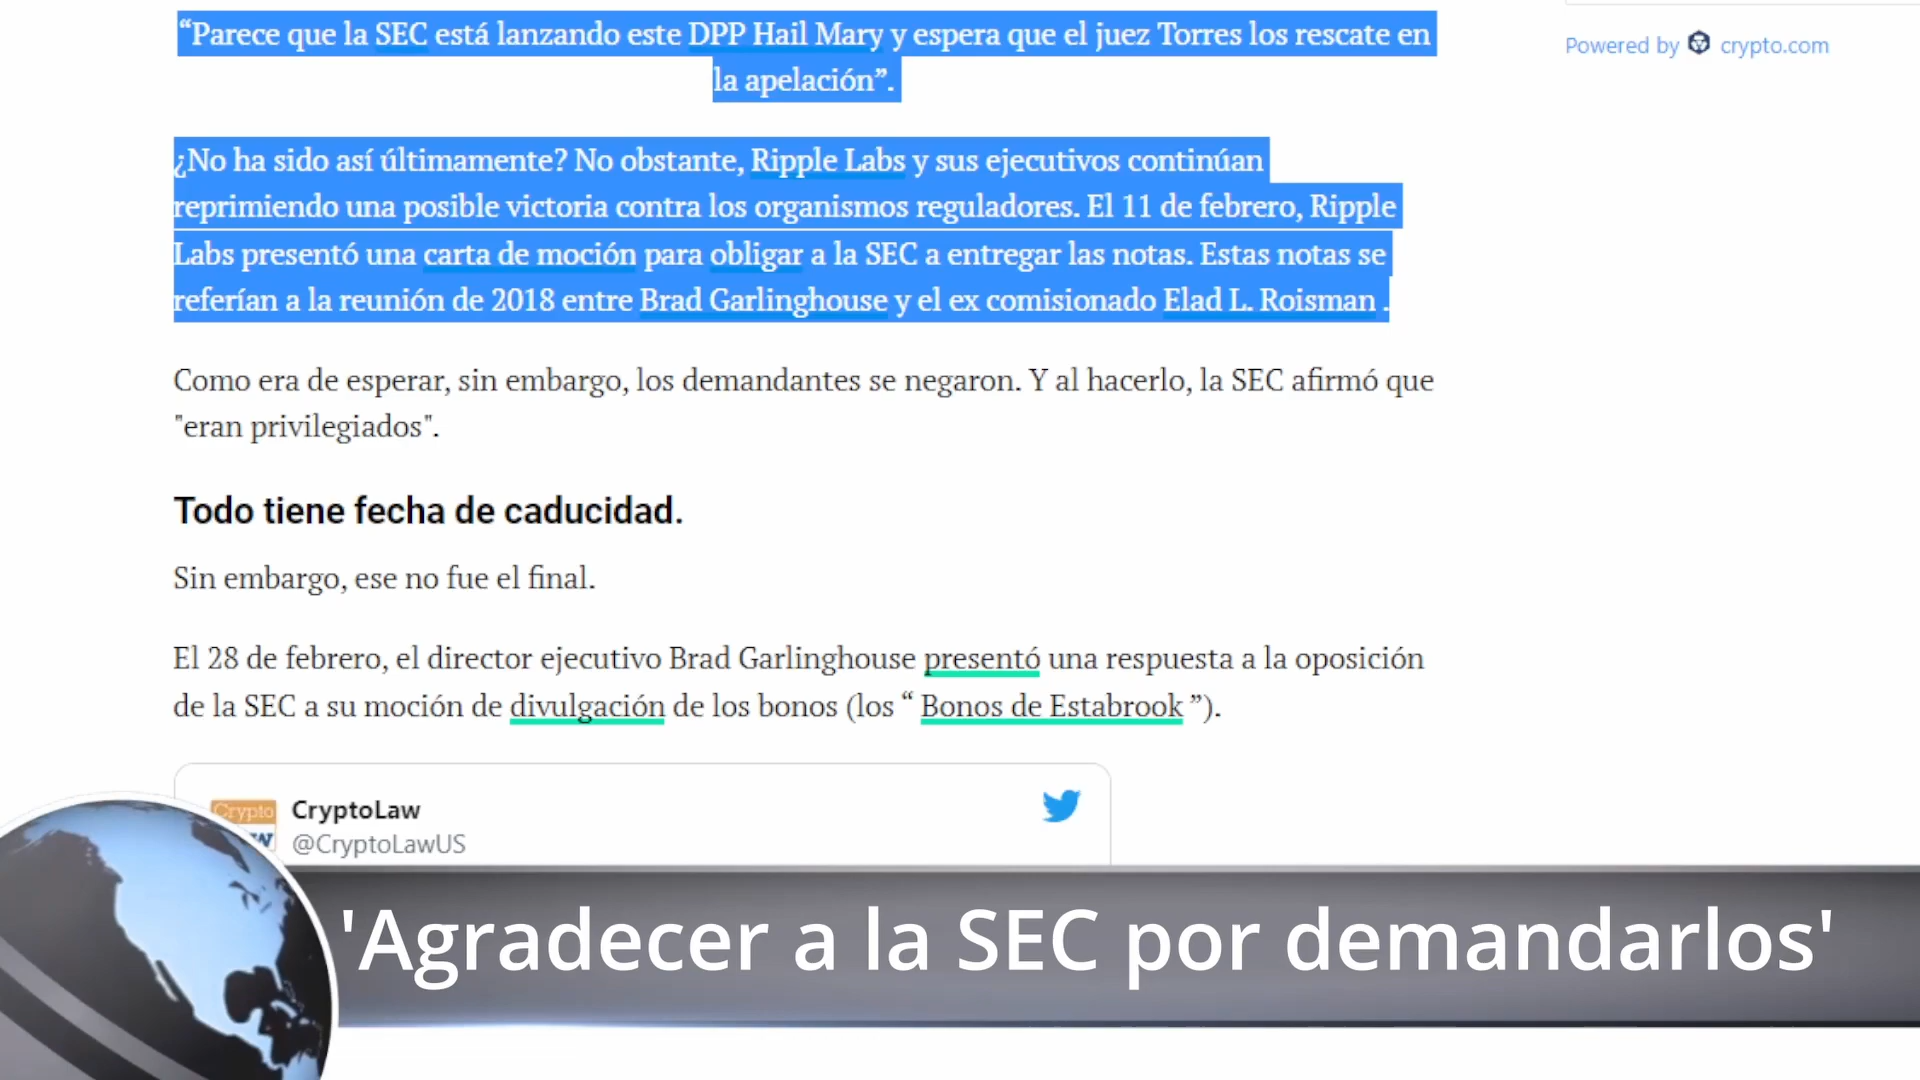 “Parece que la SEC está lanzando este DPP Hail Mary y espera que el juez Torres los rescate en
la apelación”.
Powered by crypto.com
¿No ha sido así últimamente? No obstante, Ripple Labs y sus ejecutivos continúan
reprimiendo una posible victoria contra los organismos reguladores. El 11 de febrero, Ripple
Labs presentó una carta de moción para obligar a la SEC a entregar las notas. Estas notas se
referían a la reunión de 2018 entre Brad Garlinghouse y el ex comisionado Elad L. Roisman .
Como era de esperar, sin embargo, los demandantes se negaron. Y al hacerlo, la SEC afirmó que
"eran privilegiados".
Todo tiene fecha de caducidad.
Sin embargo, ese no fue el final.
El 28 de febrero, el director ejecutivo Brad Garlinghouse presentó una respuesta a la oposición
de la SEC a su moción de divulgación de los bonos (los “ Bonos de Estabrook ”).
Crypto
CryptoLaw
@CryptoLawUS
'Agradecer a la SEC por demandarlos'